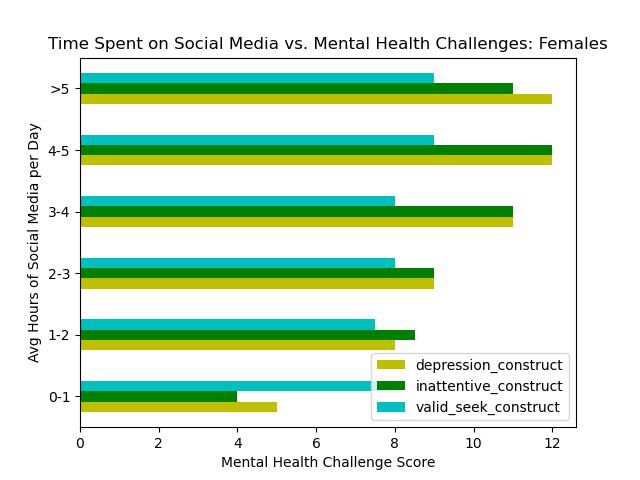 Time Spent on Social Media vs. Mental Health Challenges: Females
Avg Hours of Social Media per Day
>5
4-5
3-4
2-3
1-2
0-1
depression_construct
inattentive_construct
valid_seek_construct
0 2 4 6 8 10 12
Mental Health Challenge Score